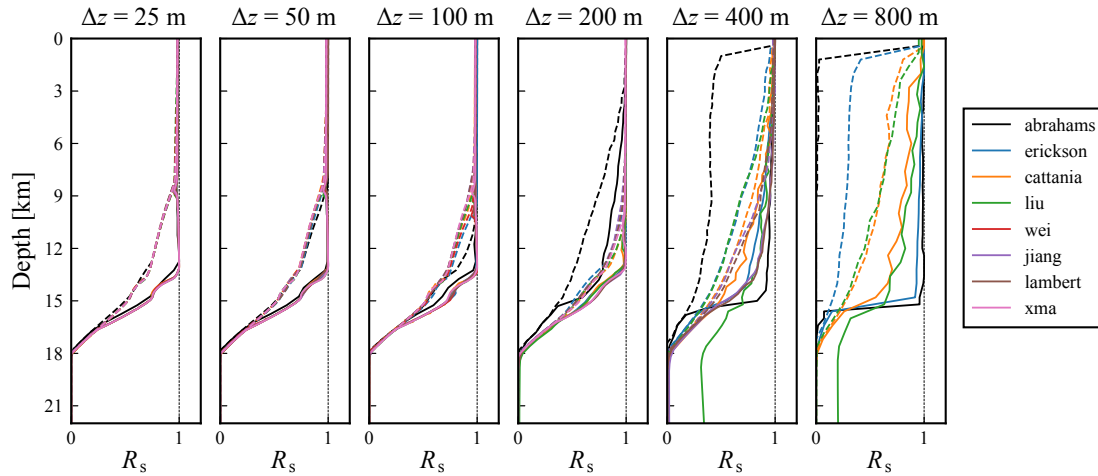 Δz = 25 m Δz = 50 m Δz = 100 m Δz = 200 m Δz = 400 m Δz = 800 m
0
3
6
9
12
15
18
21
Depth [km]
0 1 0 1 0 1 0 1 0 1 0 1
Rs Rs Rs Rs Rs Rs
abrahams
erickson
cattania
liu
wei
jiang
lambert
xma